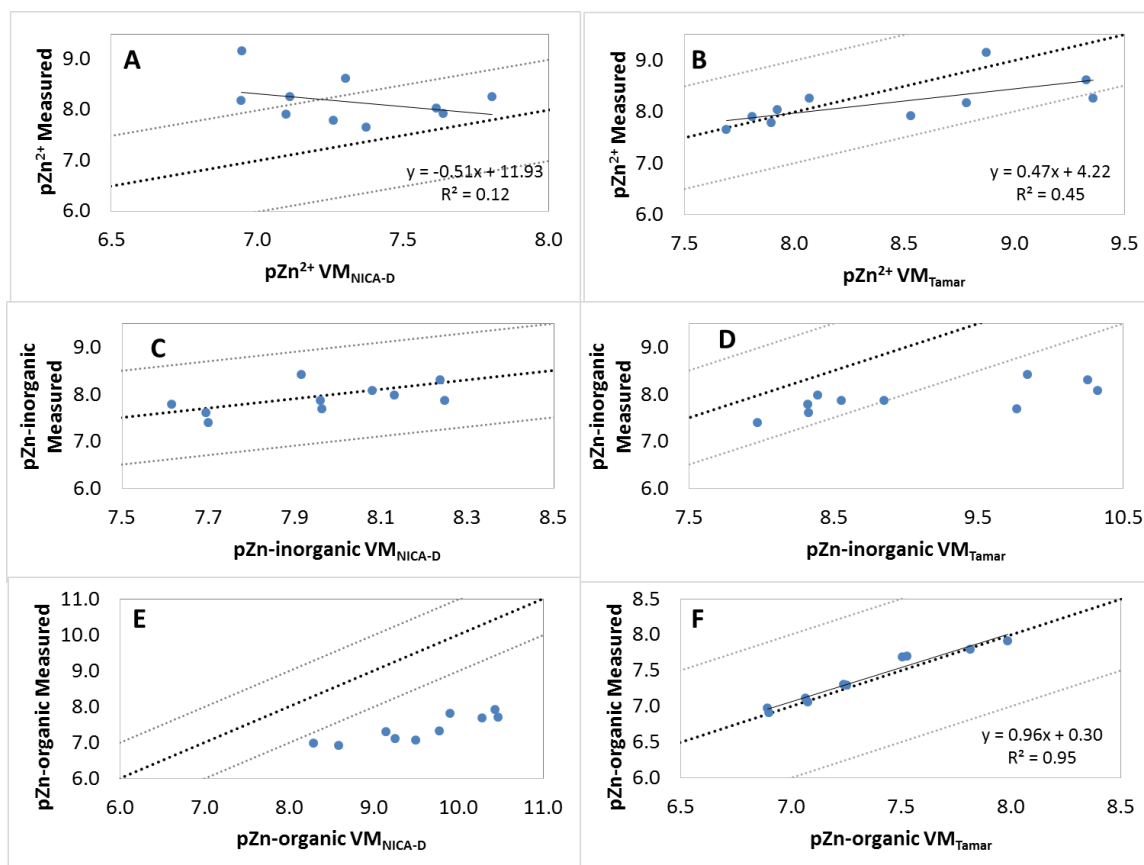 A
9.0
8.0
7.0
6.0
pZn²⁺ Measured
y = -0.51x + 11.93
R² = 0.12
6.5 7.0 7.5 8.0
pZn²⁺ VM_NICA-D
B
9.0
8.0
7.0
6.0
pZn²⁺ Measured
y = 0.47x + 4.22
R² = 0.45
7.5 8.0 8.5 9.0 9.5
pZn²⁺ VM_Tamar
C
9.0
8.0
7.0
6.0
pZn-inorganic
Measured
7.5 7.7 7.9 8.1 8.3 8.5
pZn-inorganic VM_NICA-D
D
9.0
8.0
7.0
6.0
pZn-inorganic
Measured
7.5 8.5 9.5 10.5
pZn-inorganic VM_Tamar
E
11.0
10.0
9.0
8.0
7.0
6.0
pZn-organic Measured
6.0 7.0 8.0 9.0 10.0 11.0
pZn-organic VM_NICA-D
F
8.5
8.0
7.5
7.0
6.5
6.0
pZn-organic Measured
y = 0.96x + 0.30
R² = 0.95
6.5 7.0 7.5 8.0 8.5
pZn-organic VM_Tamar